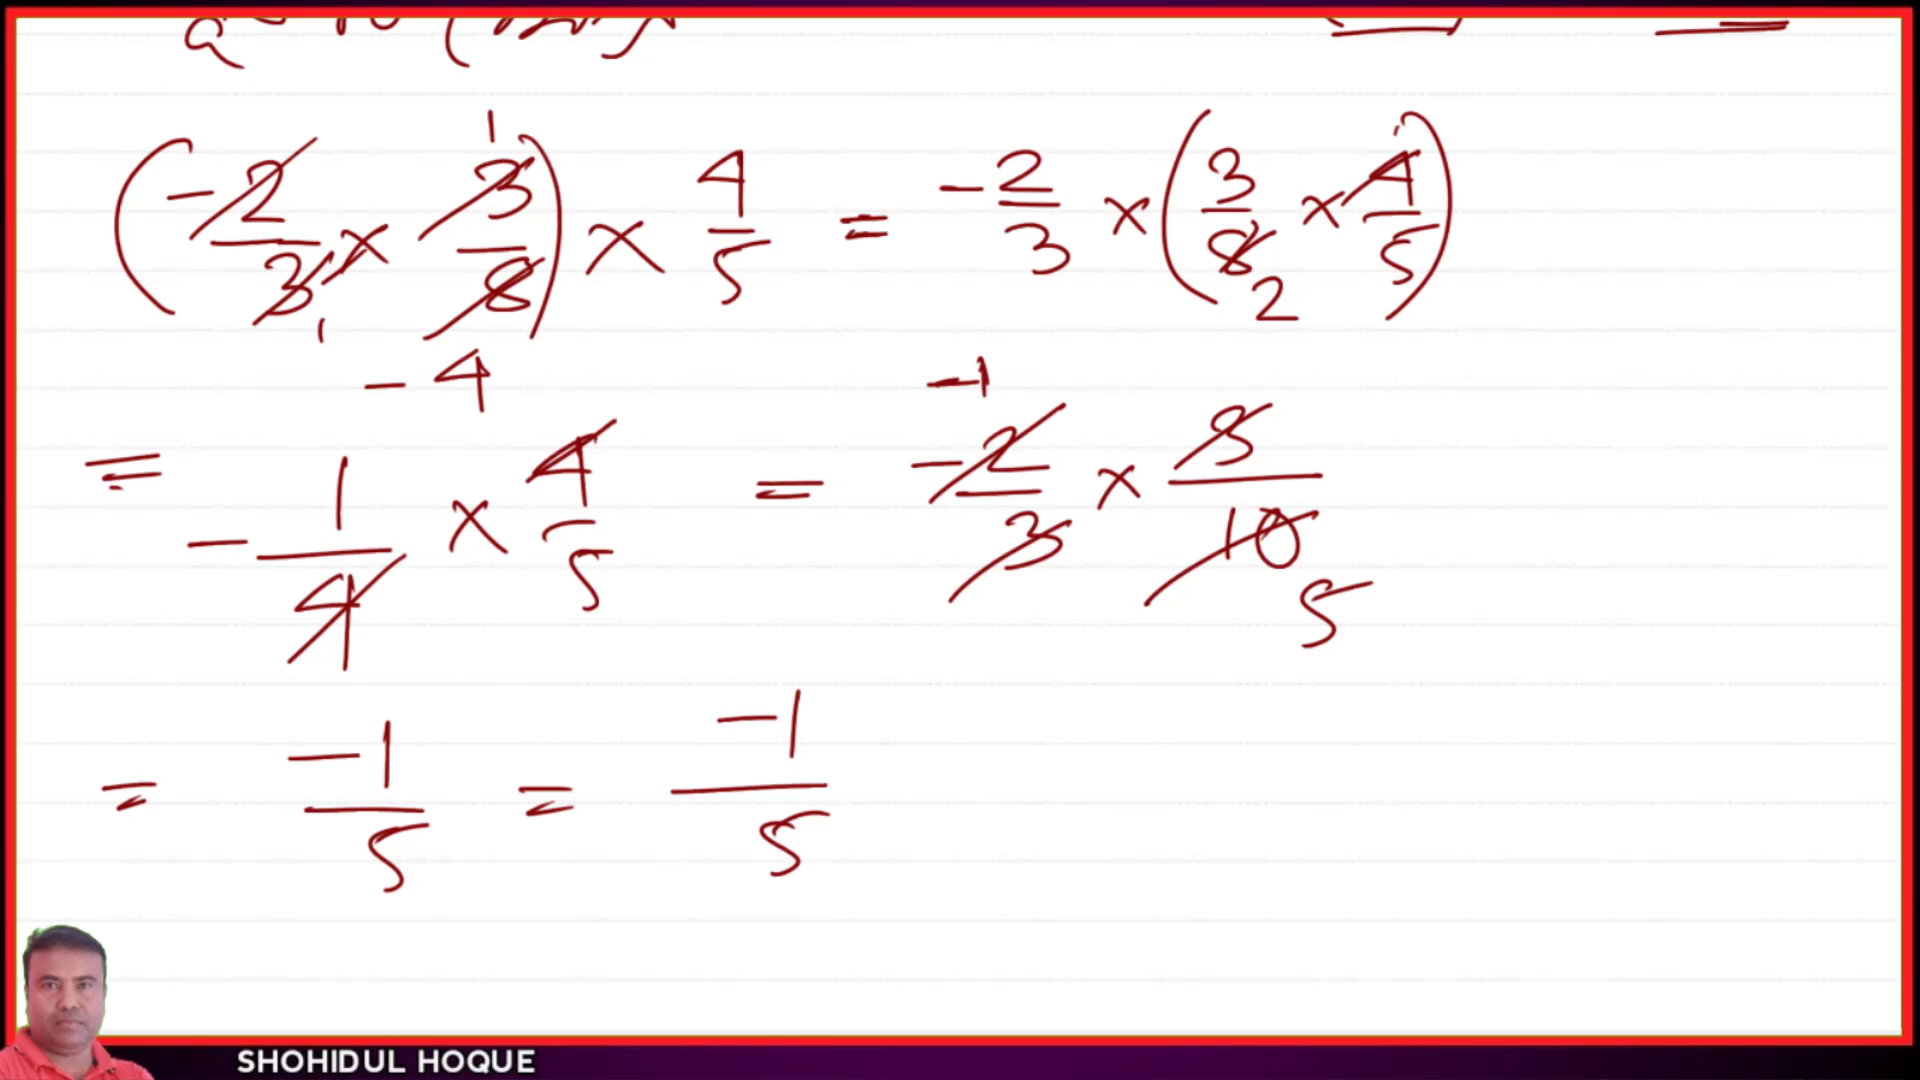 (-2/3 × 3/8) × 4/5 = -2/3 × (3/8 × 4/5)
= -1/4 × 4/5 = -2/3 × 3/10
= -1/5 = -1/5
SHOHIDUL HOQUE